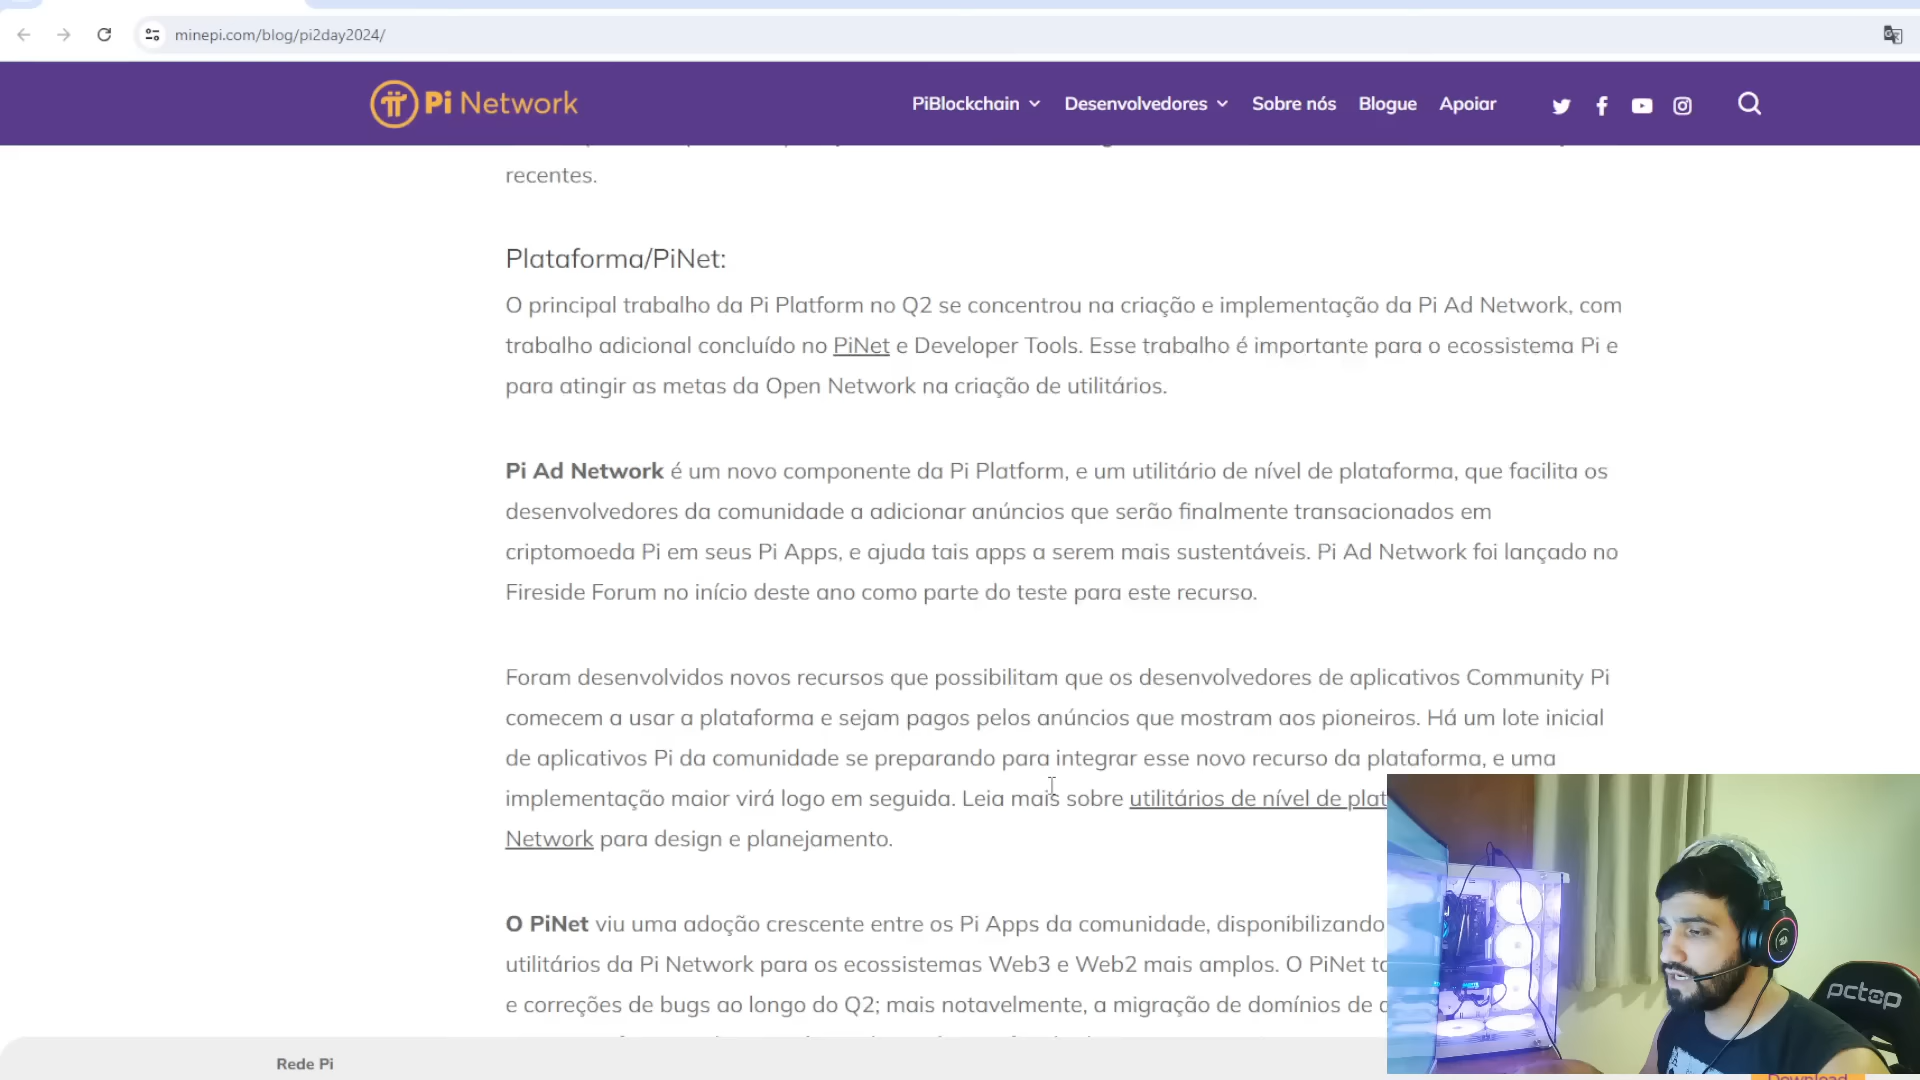 minepi.com/blog/pi2day2024/
Pi Network
PiBlockchain
Desenvolvedores
Sobre nós
Blogue
Apoiar
recentes.
Plataforma/PiNet:
O principal trabalho da Pi Platform no Q2 se concentrou na criação e implementação da Pi Ad Network, com
trabalho adicional concluído no PiNet e Developer Tools. Esse trabalho é importante para o ecossistema Pi e
para atingir as metas da Open Network na criação de utilitários.
Pi Ad Network é um novo componente da Pi Platform, e um utilitário de nível de plataforma, que facilita os
desenvolvedores da comunidade a adicionar anúncios que serão finalmente transacionados em
criptomoeda Pi em seus Pi Apps, e ajuda tais apps a serem mais sustentáveis. Pi Ad Network foi lançado no
Fireside Forum no início deste ano como parte do teste para este recurso.
Foram desenvolvidos novos recursos que possibilitam que os desenvolvedores de aplicativos Community Pi
comecem a usar a plataforma e sejam pagos pelos anúncios que mostram aos pioneiros. Há um lote inicial
de aplicativos Pi da comunidade se preparando para integrar esse novo recurso da plataforma, e uma
implementação maior virá logo em seguida. Leia mais sobre utilitários de nível de plat
Network para design e planejamento.
O PiNet viu uma adoção crescente entre os Pi Apps da comunidade, disponibilizando
utilitários da Pi Network para os ecossistemas Web3 e Web2 mais amplos. O PiNet
e correções de bugs ao longo do Q2; mais notavelmente, a migração de domínios de
Rede Pi
pctop